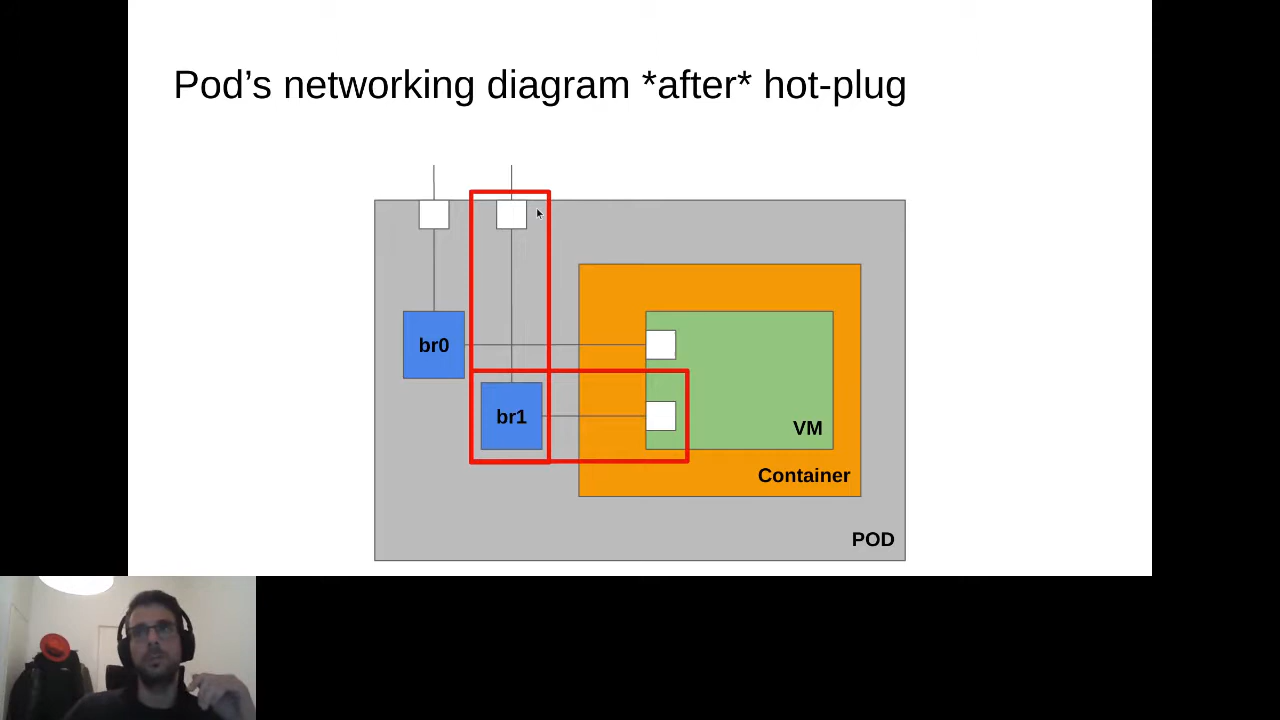 Pod’s networking diagram *after* hot-plug
br0
br1
VM
Container
POD